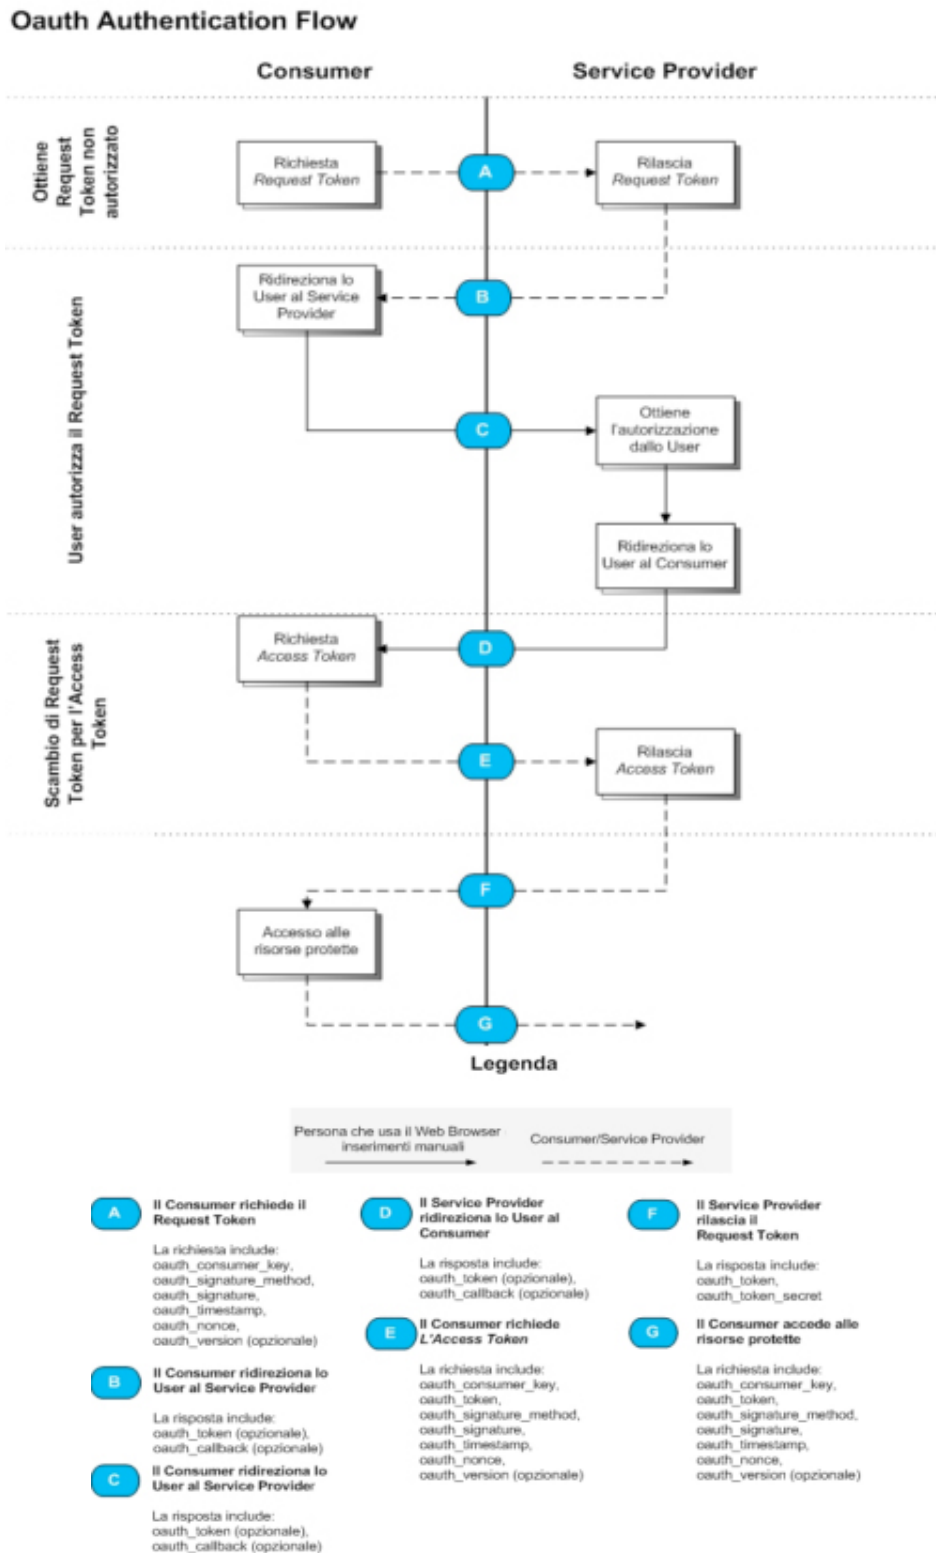 Oauth Authentication Flow
Consumer
Service Provider
Ottiene
Request
Token non
autorizzato
Richiesta
Request Token
A
Rilascia
Request Token
User autorizza il Request Token
Ridireziona lo
User al Service
Provider
B
C
Ottiene
l'autorizzazione
dallo User
Ridireziona lo
User al Consumer
Scambio di Request
Token per l'Access
Token
Richiesta
Access Token
D
E
Rilascia
Access Token
F
Accesso alle
risorse protette
G
Legenda
Persona che usa il Web Browser
inserimenti manuali
Consumer/Service Provider
A
Il Consumer richiede il
Request Token
La richiesta include:
oauth_consumer_key,
oauth_signature_method,
oauth_signature,
oauth_timestamp,
oauth_nonce,
oauth_version (opzionale)
B
Il Consumer ridireziona lo
User al Service Provider
La risposta include:
oauth_token (opzionale),
oauth_callback (opzionale)
C
Il Consumer ridireziona lo
User al Service Provider
La risposta include:
oauth_token (opzionale),
oauth_callback (opzionale)
D
Il Service Provider
ridireziona lo User al
Consumer
La risposta include:
oauth_token (opzionale),
oauth_callback (opzionale)
E
Il Consumer richiede
L'Access Token
La richiesta include:
oauth_consumer_key,
oauth_token,
oauth_signature_method,
oauth_signature,
oauth_timestamp,
oauth_nonce,
oauth_version (opzionale)
F
Il Service Provider
rilascia il
Request Token
La risposta include:
oauth_token,
oauth_token_secret
G
Il Consumer accede alle
risorse protette
La richiesta include:
oauth_consumer_key,
oauth_token,
oauth_signature_method,
oauth_signature,
oauth_timestamp,
oauth_nonce,
oauth_version (opzionale)